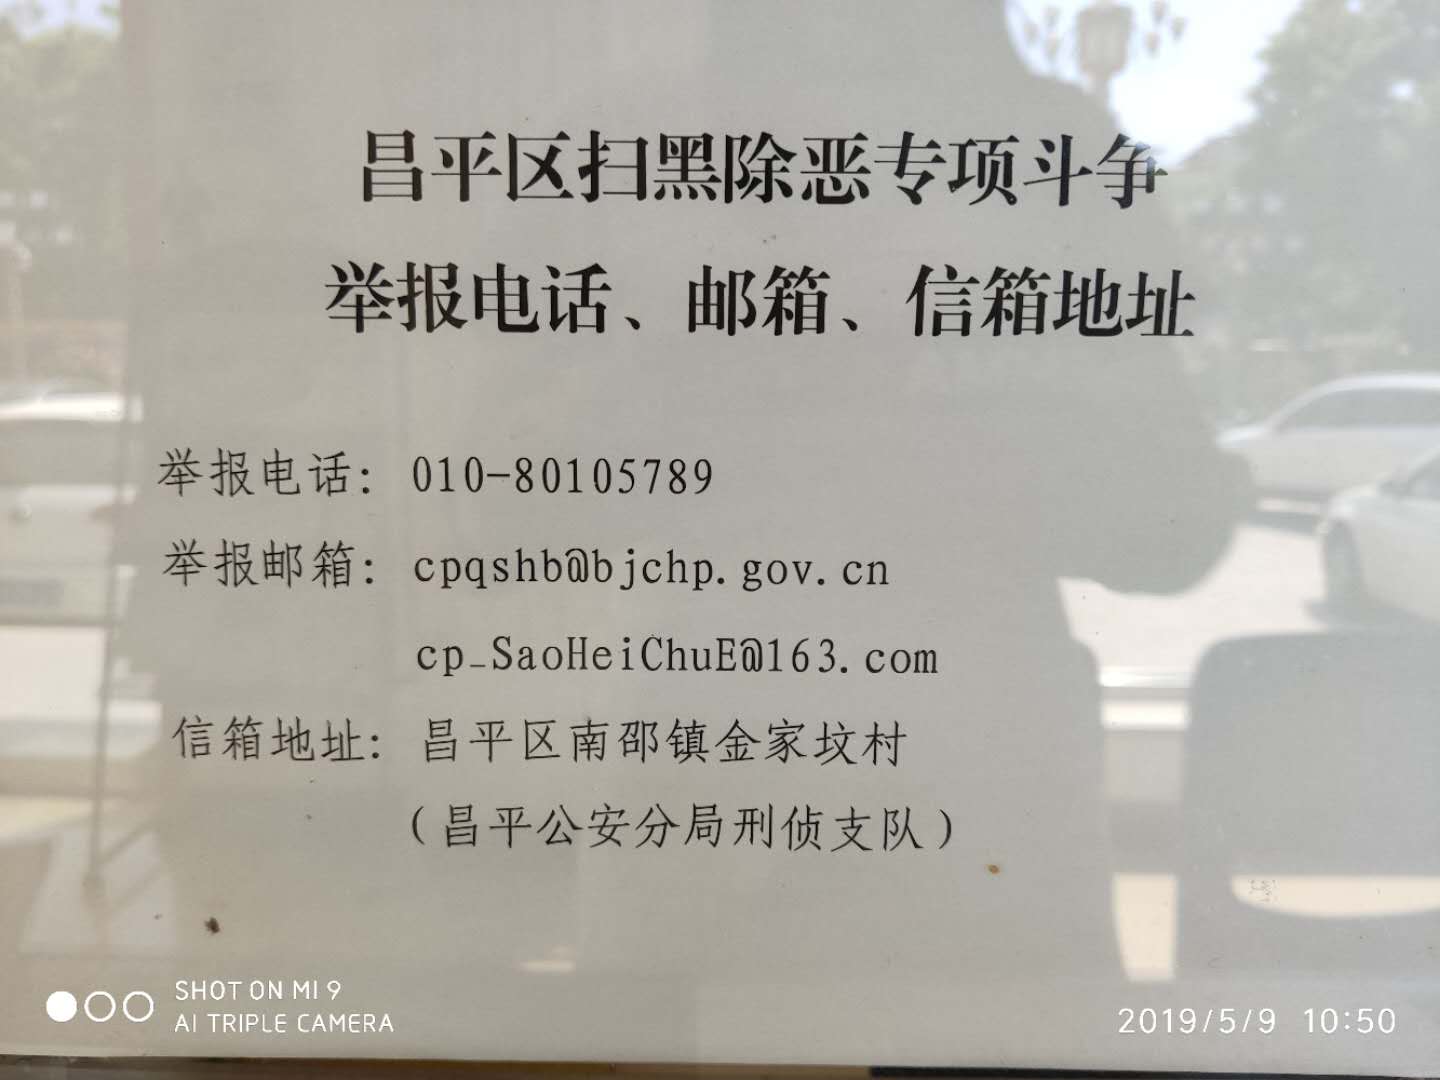 昌平区扫黑除恶专项斗争
举报电话、邮箱、信箱地址
举报电话：010-80105789
举报邮箱：cpqshb@bjchp.gov.cn
cp_SaoHeiChuE@163.com
信箱地址：昌平区南邵镇金家坟村
（昌平公安分局刑侦支队）
SHOT ON MI 9
AI TRIPLE CAMERA
2019/5/9 10:50